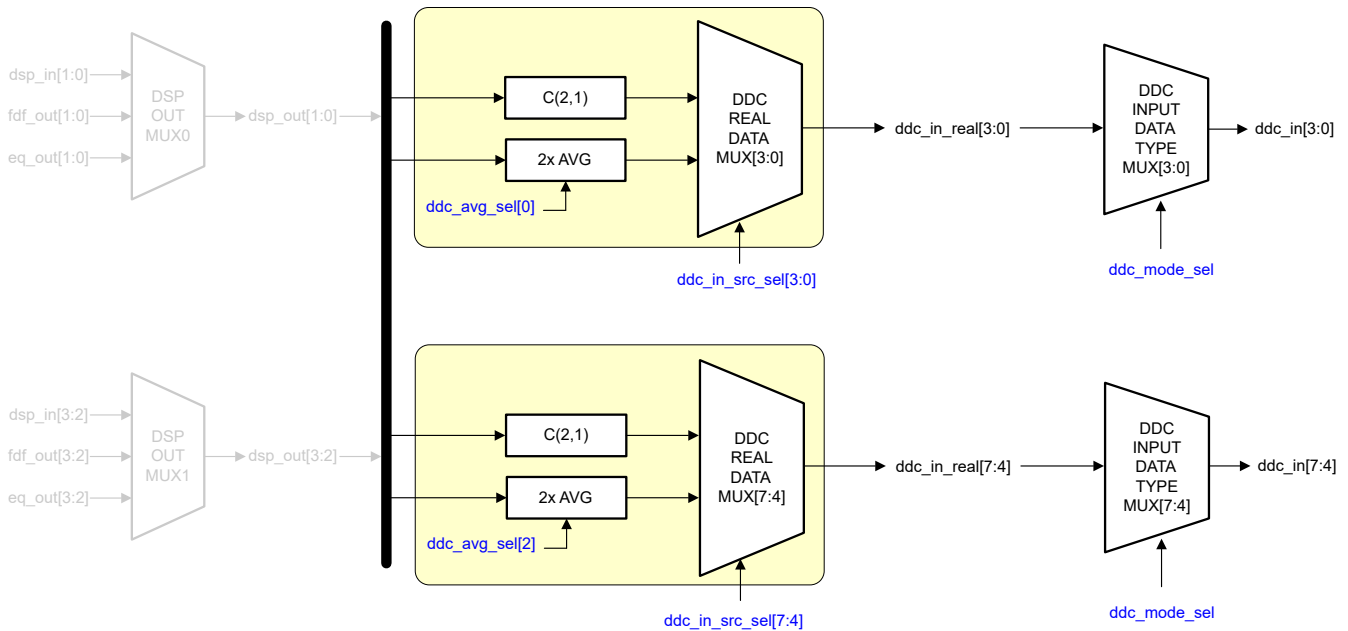 dsp_in[1:0]
fdf_out[1:0]
eq_out[1:0]
DSP
OUT
MUX0
dsp_out[1:0]
C(2,1)
2x AVG
ddc_avg_sel[0]
DDC
REAL
DATA
MUX[3:0]
ddc_in_src_sel[3:0]
ddc_in_real[3:0]
DDC
INPUT
DATA
TYPE
MUX[3:0]
ddc_mode_sel
ddc_in[3:0]
dsp_in[3:2]
fdf_out[3:2]
eq_out[3:2]
DSP
OUT
MUX1
dsp_out[3:2]
C(2,1)
2x AVG
ddc_avg_sel[2]
DDC
REAL
DATA
MUX[7:4]
ddc_in_src_sel[7:4]
ddc_in_real[7:4]
DDC
INPUT
DATA
TYPE
MUX[7:4]
ddc_mode_sel
ddc_in[7:4]